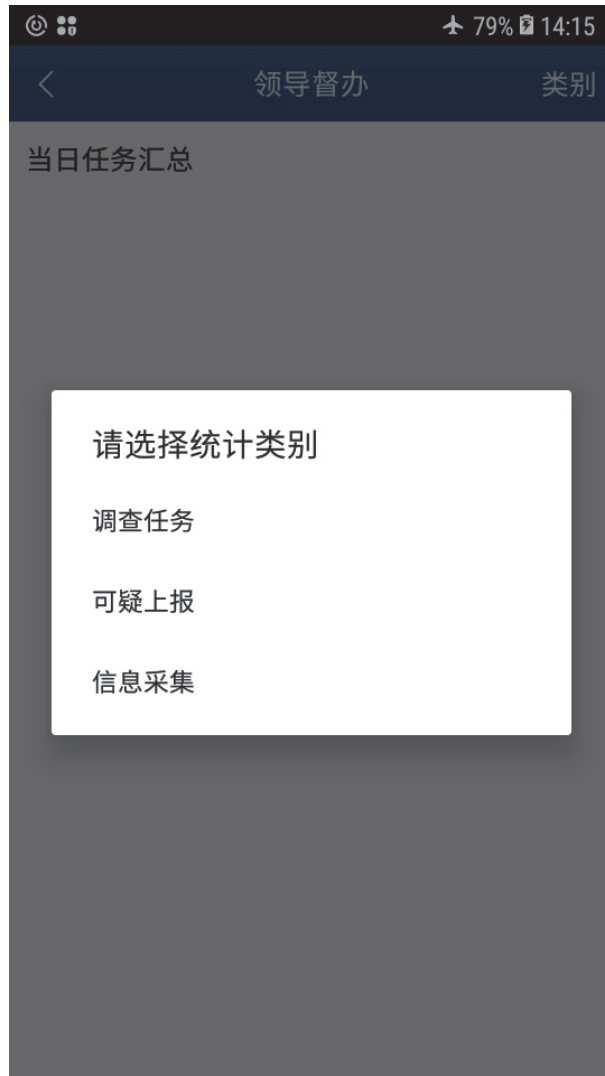 79% 14:15
领导督办 类别
当日任务汇总
请选择统计类别
调查任务
可疑上报
信息采集